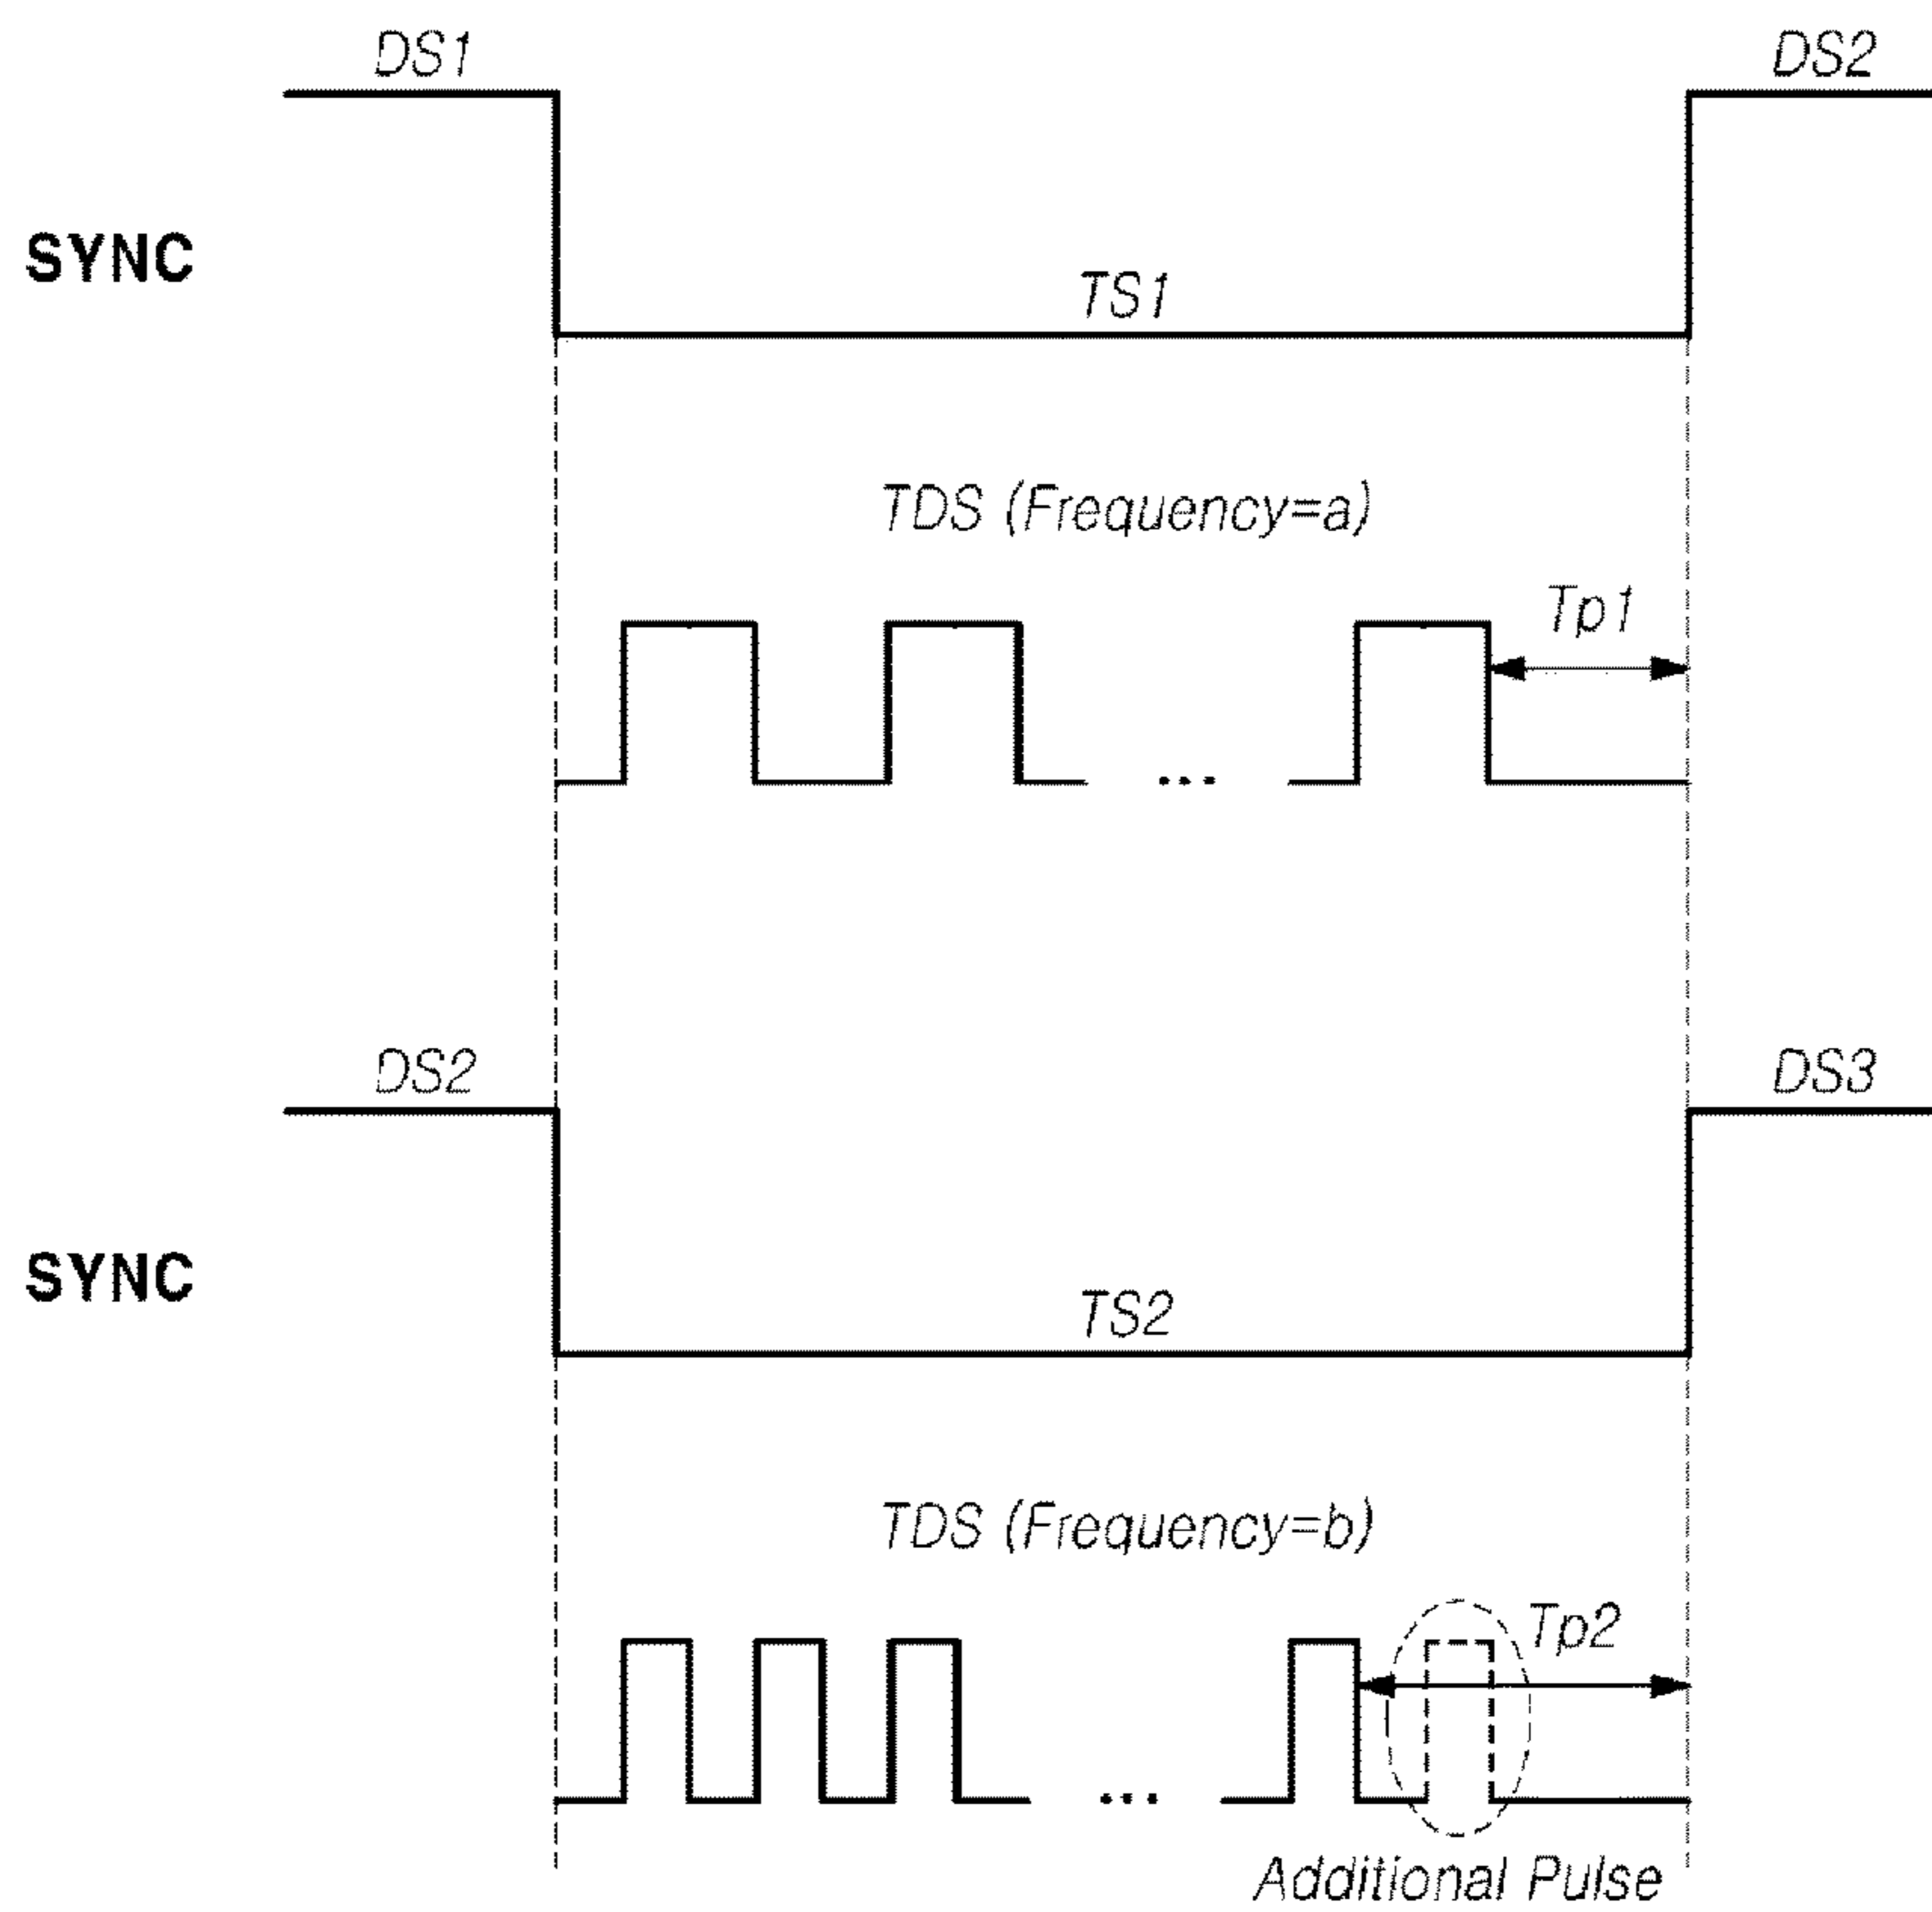 DS1
DS2
SYNC
TS1
TDS (Frequency=a)
Tp1
...
DS2
DS3
SYNC
TS2
TDS (Frequency=b)
Tp2
...
Additional Pulse